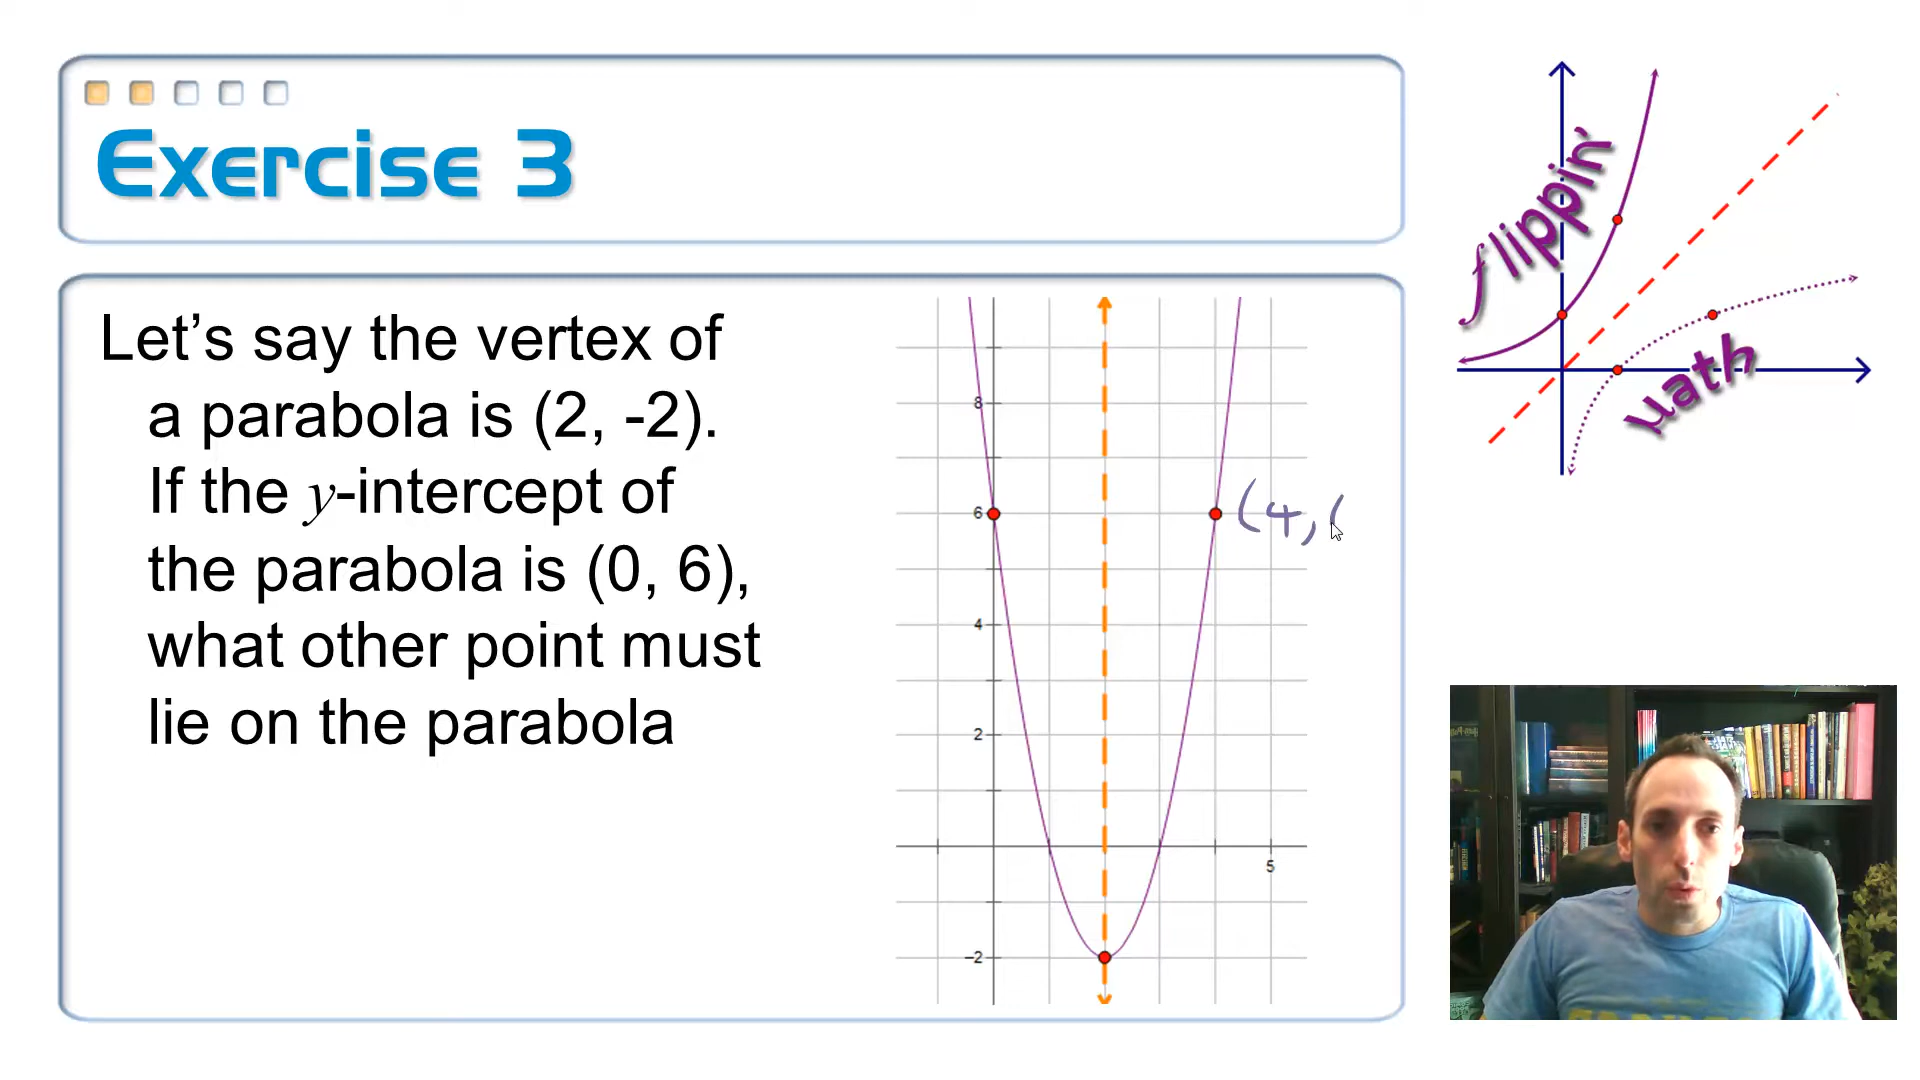 Exercise 3
Let's say the vertex of
a parabola is (2, -2).
If the y-intercept of
the parabola is (0, 6),
what other point must
lie on the parabola
8
6
(4, (
4
2
5
-2
flippin'
math